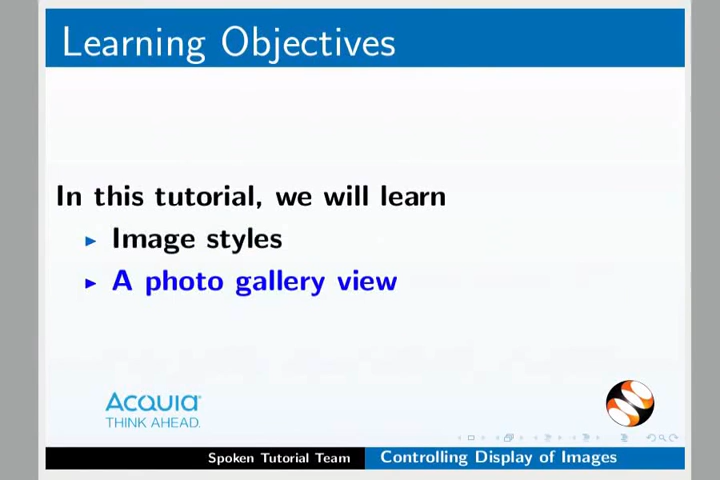 Learning Objectives
In this tutorial, we will learn
Image styles
A photo gallery view
Acquia
THINK AHEAD.
Spoken Tutorial Team
Controlling Display of Images